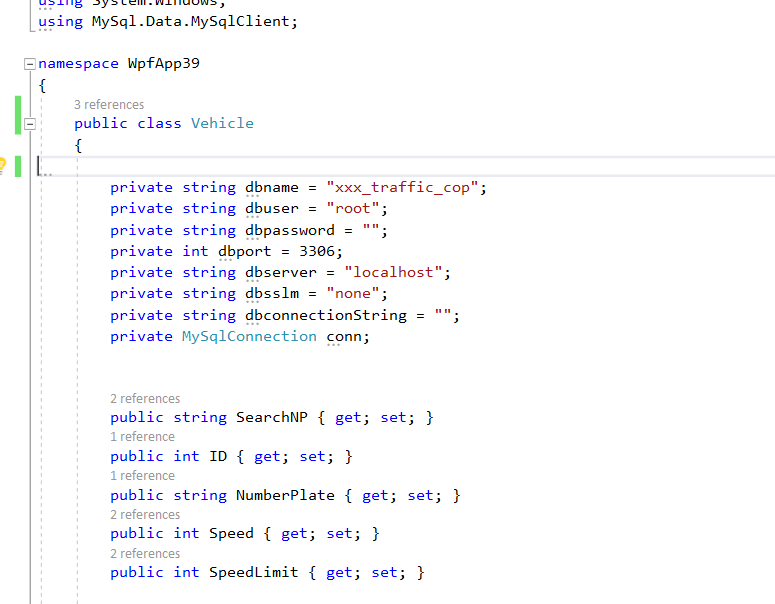 using System.Windows;
using MySql.Data.MySqlClient;
namespace WpfApp39
{
3 references
public class Vehicle
{
private string dbname = "xxx_traffic_cop";
private string dbuser = "root";
private string dbpassword = "";
private int dbport = 3306;
private string dbserver = "localhost";
private string dbsslm = "none";
private string dbconnectionString = "";
private MySqlConnection conn;
2 references
public string SearchNP { get; set; }
1 reference
public int ID { get; set; }
1 reference
public string NumberPlate { get; set; }
2 references
public int Speed { get; set; }
2 references
public int SpeedLimit { get; set; }